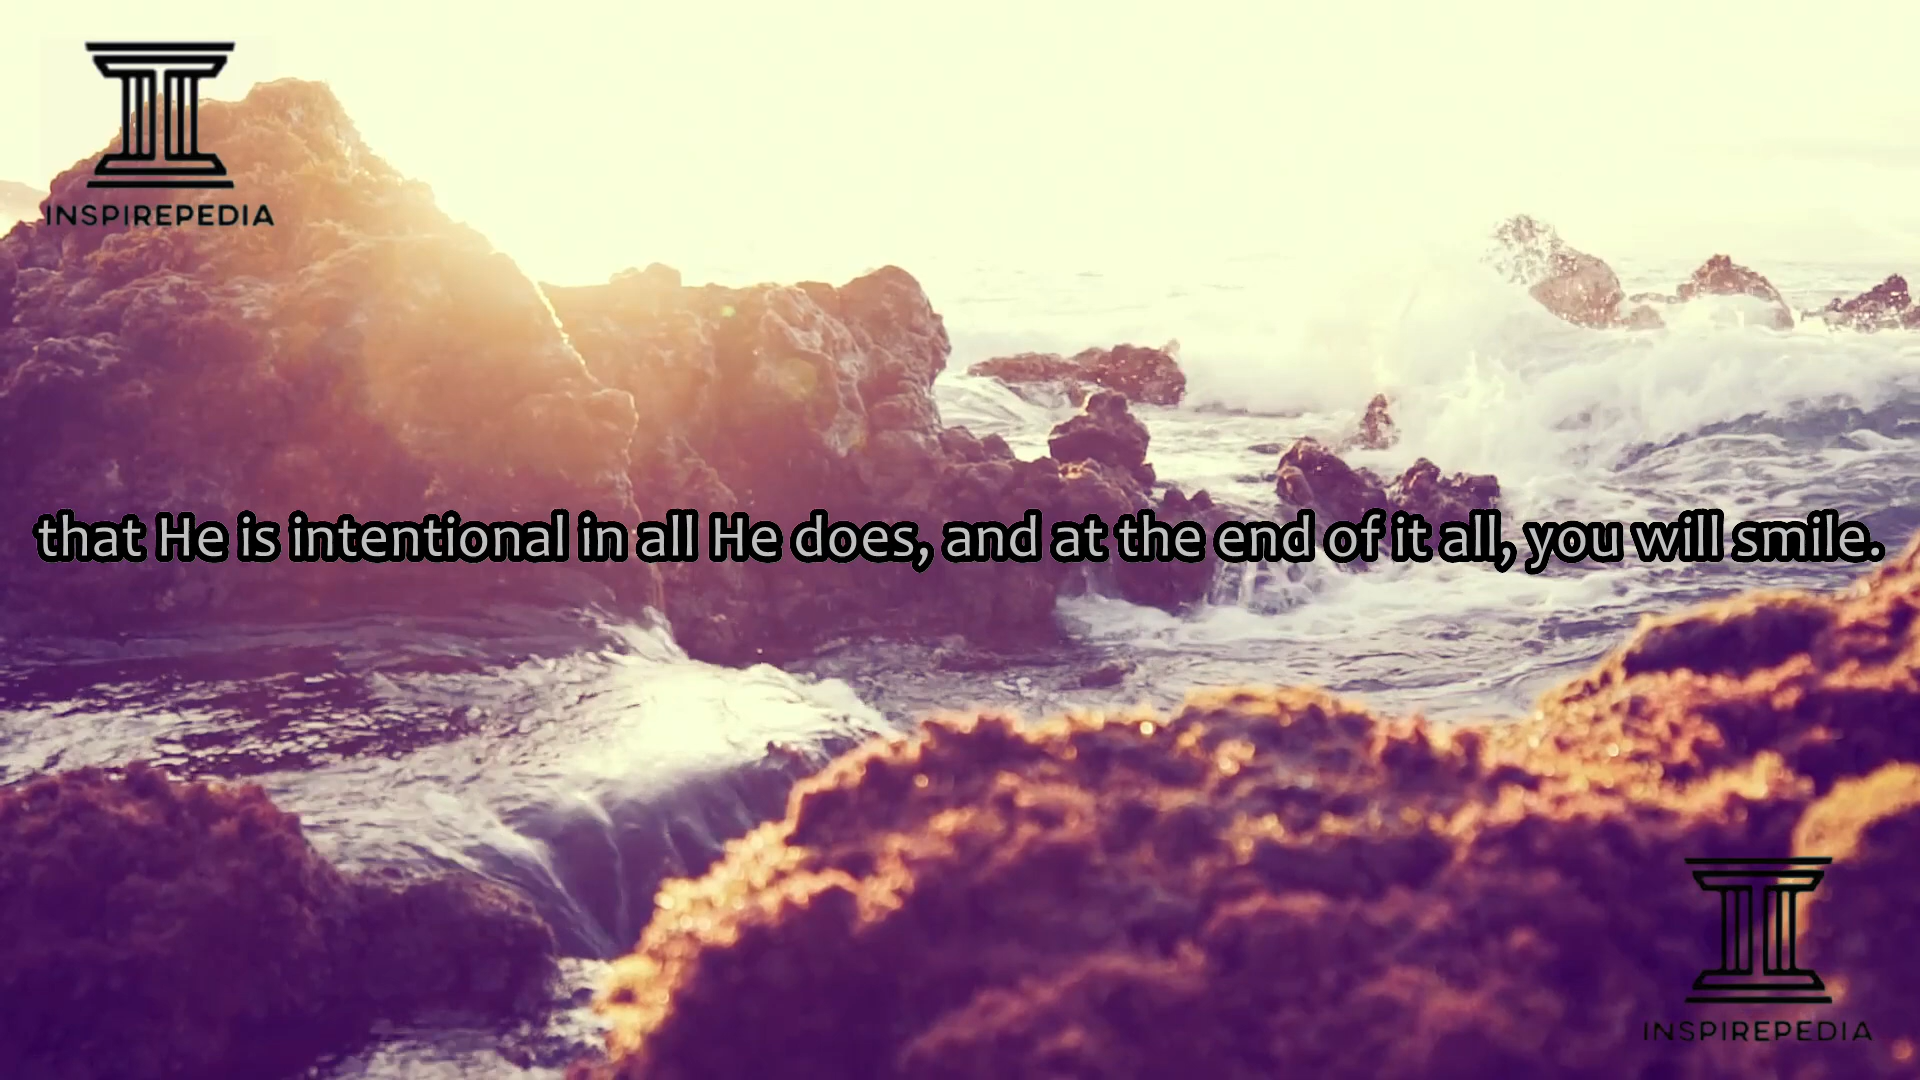 INSPIREPEDIA
that He is intentional in all He does, and at the end of it all, you will smile.
INSPIREPEDIA